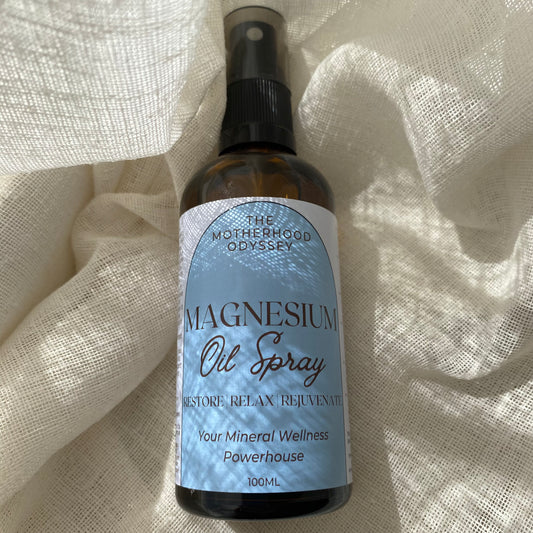 THE
MOTHERHOOD
ODYSSEY
MAGNESIUM
Oil Spray
RESTORE | RELAX | REJUVENATE
Your Mineral Wellness
Powerhouse
100ML